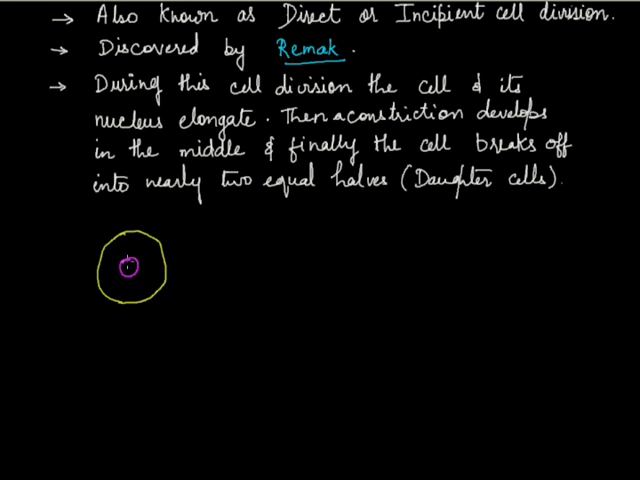 → Also known as Direct or Incipient cell division.
→ Discovered by Remak.
→ During this cell division the cell & its
nucleus elongate. Then a constriction develops
in the middle & finally the cell breaks off
into nearly two equal halves (Daughter cells).